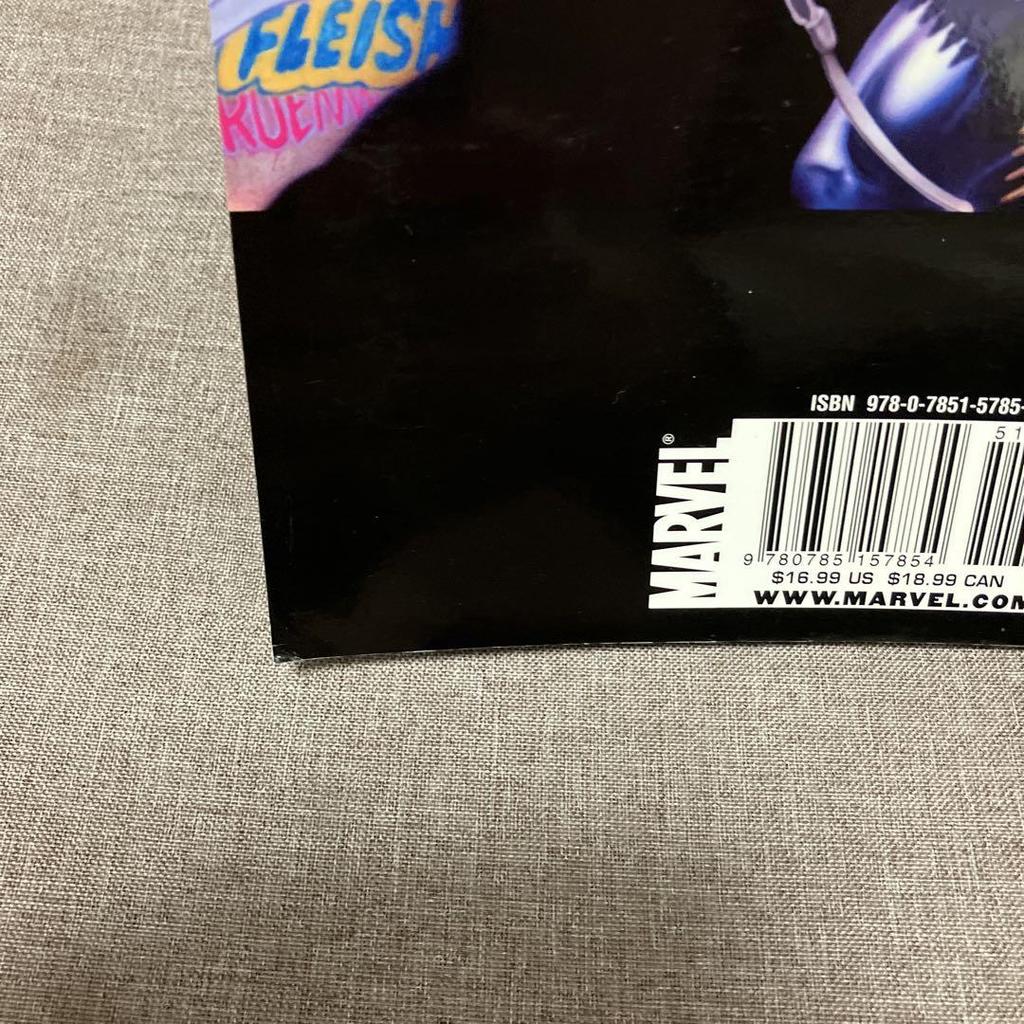 FLEISH
ISBN 978-0-7851-5785-
51
MARVEL®
9 780785 157854
$16.99 US $18.99 CAN
WWW.MARVEL.COM